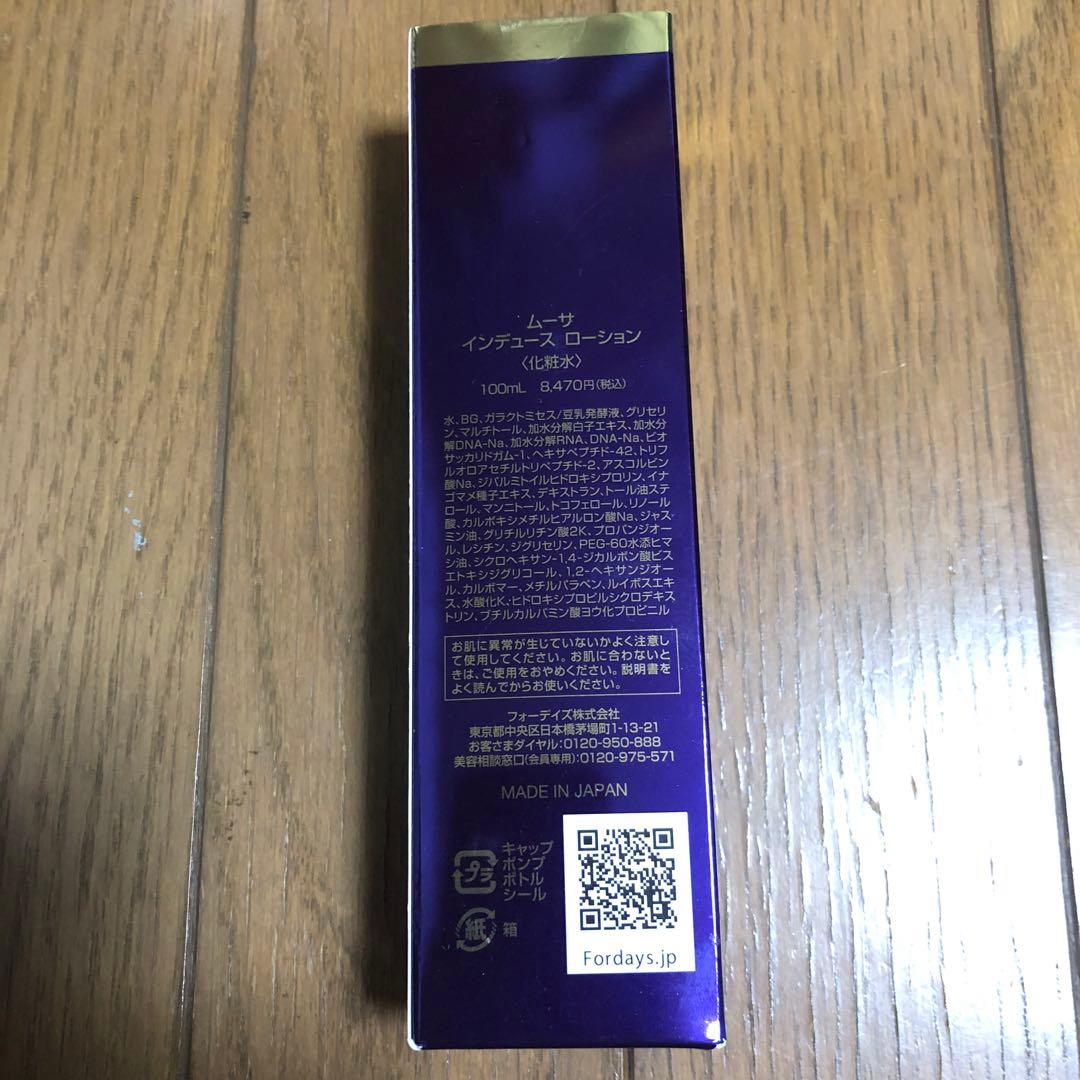 ムーサ
インデュース ローション
〈化粧水〉
100mL 8,470円(税込)
水、BG、ガラクトミセス/豆乳発酵液、グリセリ
ン、マルチトール、加水分解白子エキス、加水分
解DNA-Na、加水分解RNA、DNA-Na、ビオ
サッカリドガム-1、ヘキサペプチド-42、トリフ
ルオロアセチルトリペプチド-2、アスコルビン
酸Na、ジパルミトイルヒドロキシプロリン、イナ
ゴマメ種子エキス、デキストラン、トール油ステ
ロール、マンニトール、トコフェロール、リノール
酸、カルボキシメチルヒアルロン酸Na、ジャス
ミン油、グリチルリチン酸2K、プロパンジオー
ル、レシチン、ジグリセリン、PEG-60水添ヒマ
シ油、シクロヘキサン-1,4-ジカルボン酸ビス
エトキシジグリコール、1,2-ヘキサンジオー
ル、カルボマー、メチルパラベン、ルイボスエキ
ス、水酸化K、ヒドロキシプロピルシクロデキス
トリン、ブチルカルバミン酸ヨウ化プロピニル
お肌に異常が生じていないかよく注意し
て使用してください。お肌に合わないと
きは、ご使用をおやめください。説明書を
よく読んでからお使いください。
フォーデイズ株式会社
東京都中央区日本橋茅場町1-13-21
お客さまダイヤル:0120-950-888
美容相談窓口(会員専用):0120-975-571
MADE IN JAPAN
プラ
キャップ
ポンプ
ボトル
シール
紙 箱
Fordays.jp